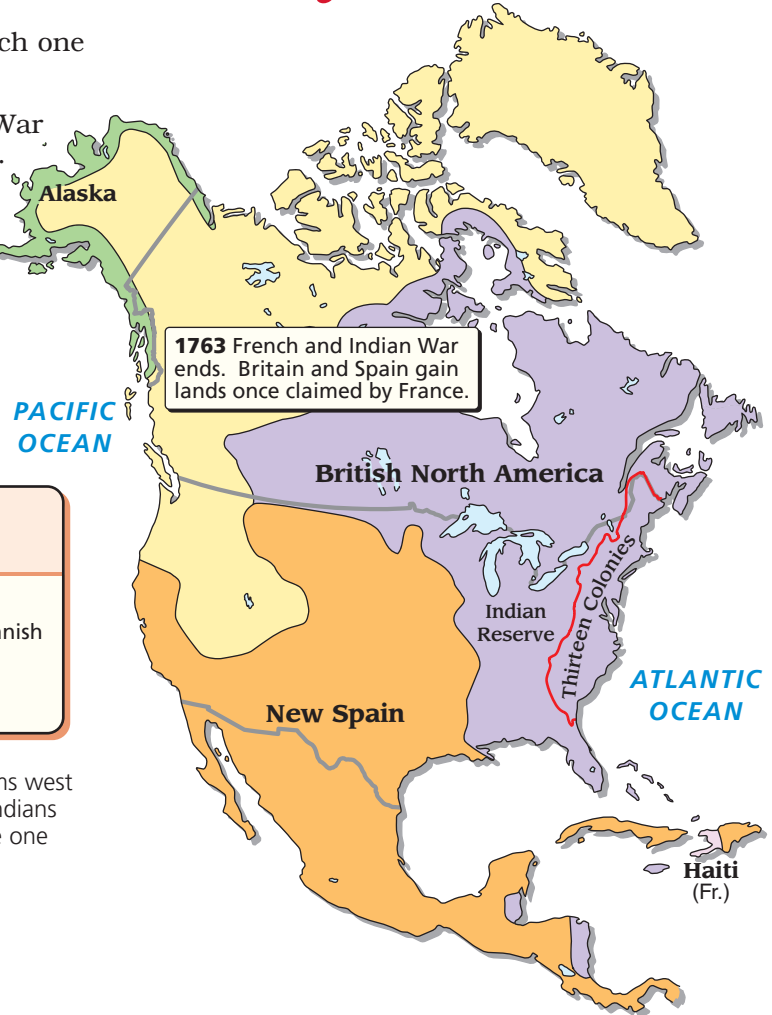 ch one
War
Alaska
1763 French and Indian War
ends. Britain and Spain gain
lands once claimed by France.
PACIFIC
OCEAN
British North America
nish
Indian
Reserve
Thirteen Colonies
ATLANTIC
OCEAN
New Spain
ns west
ndians
e one
Haiti
(Fr.)